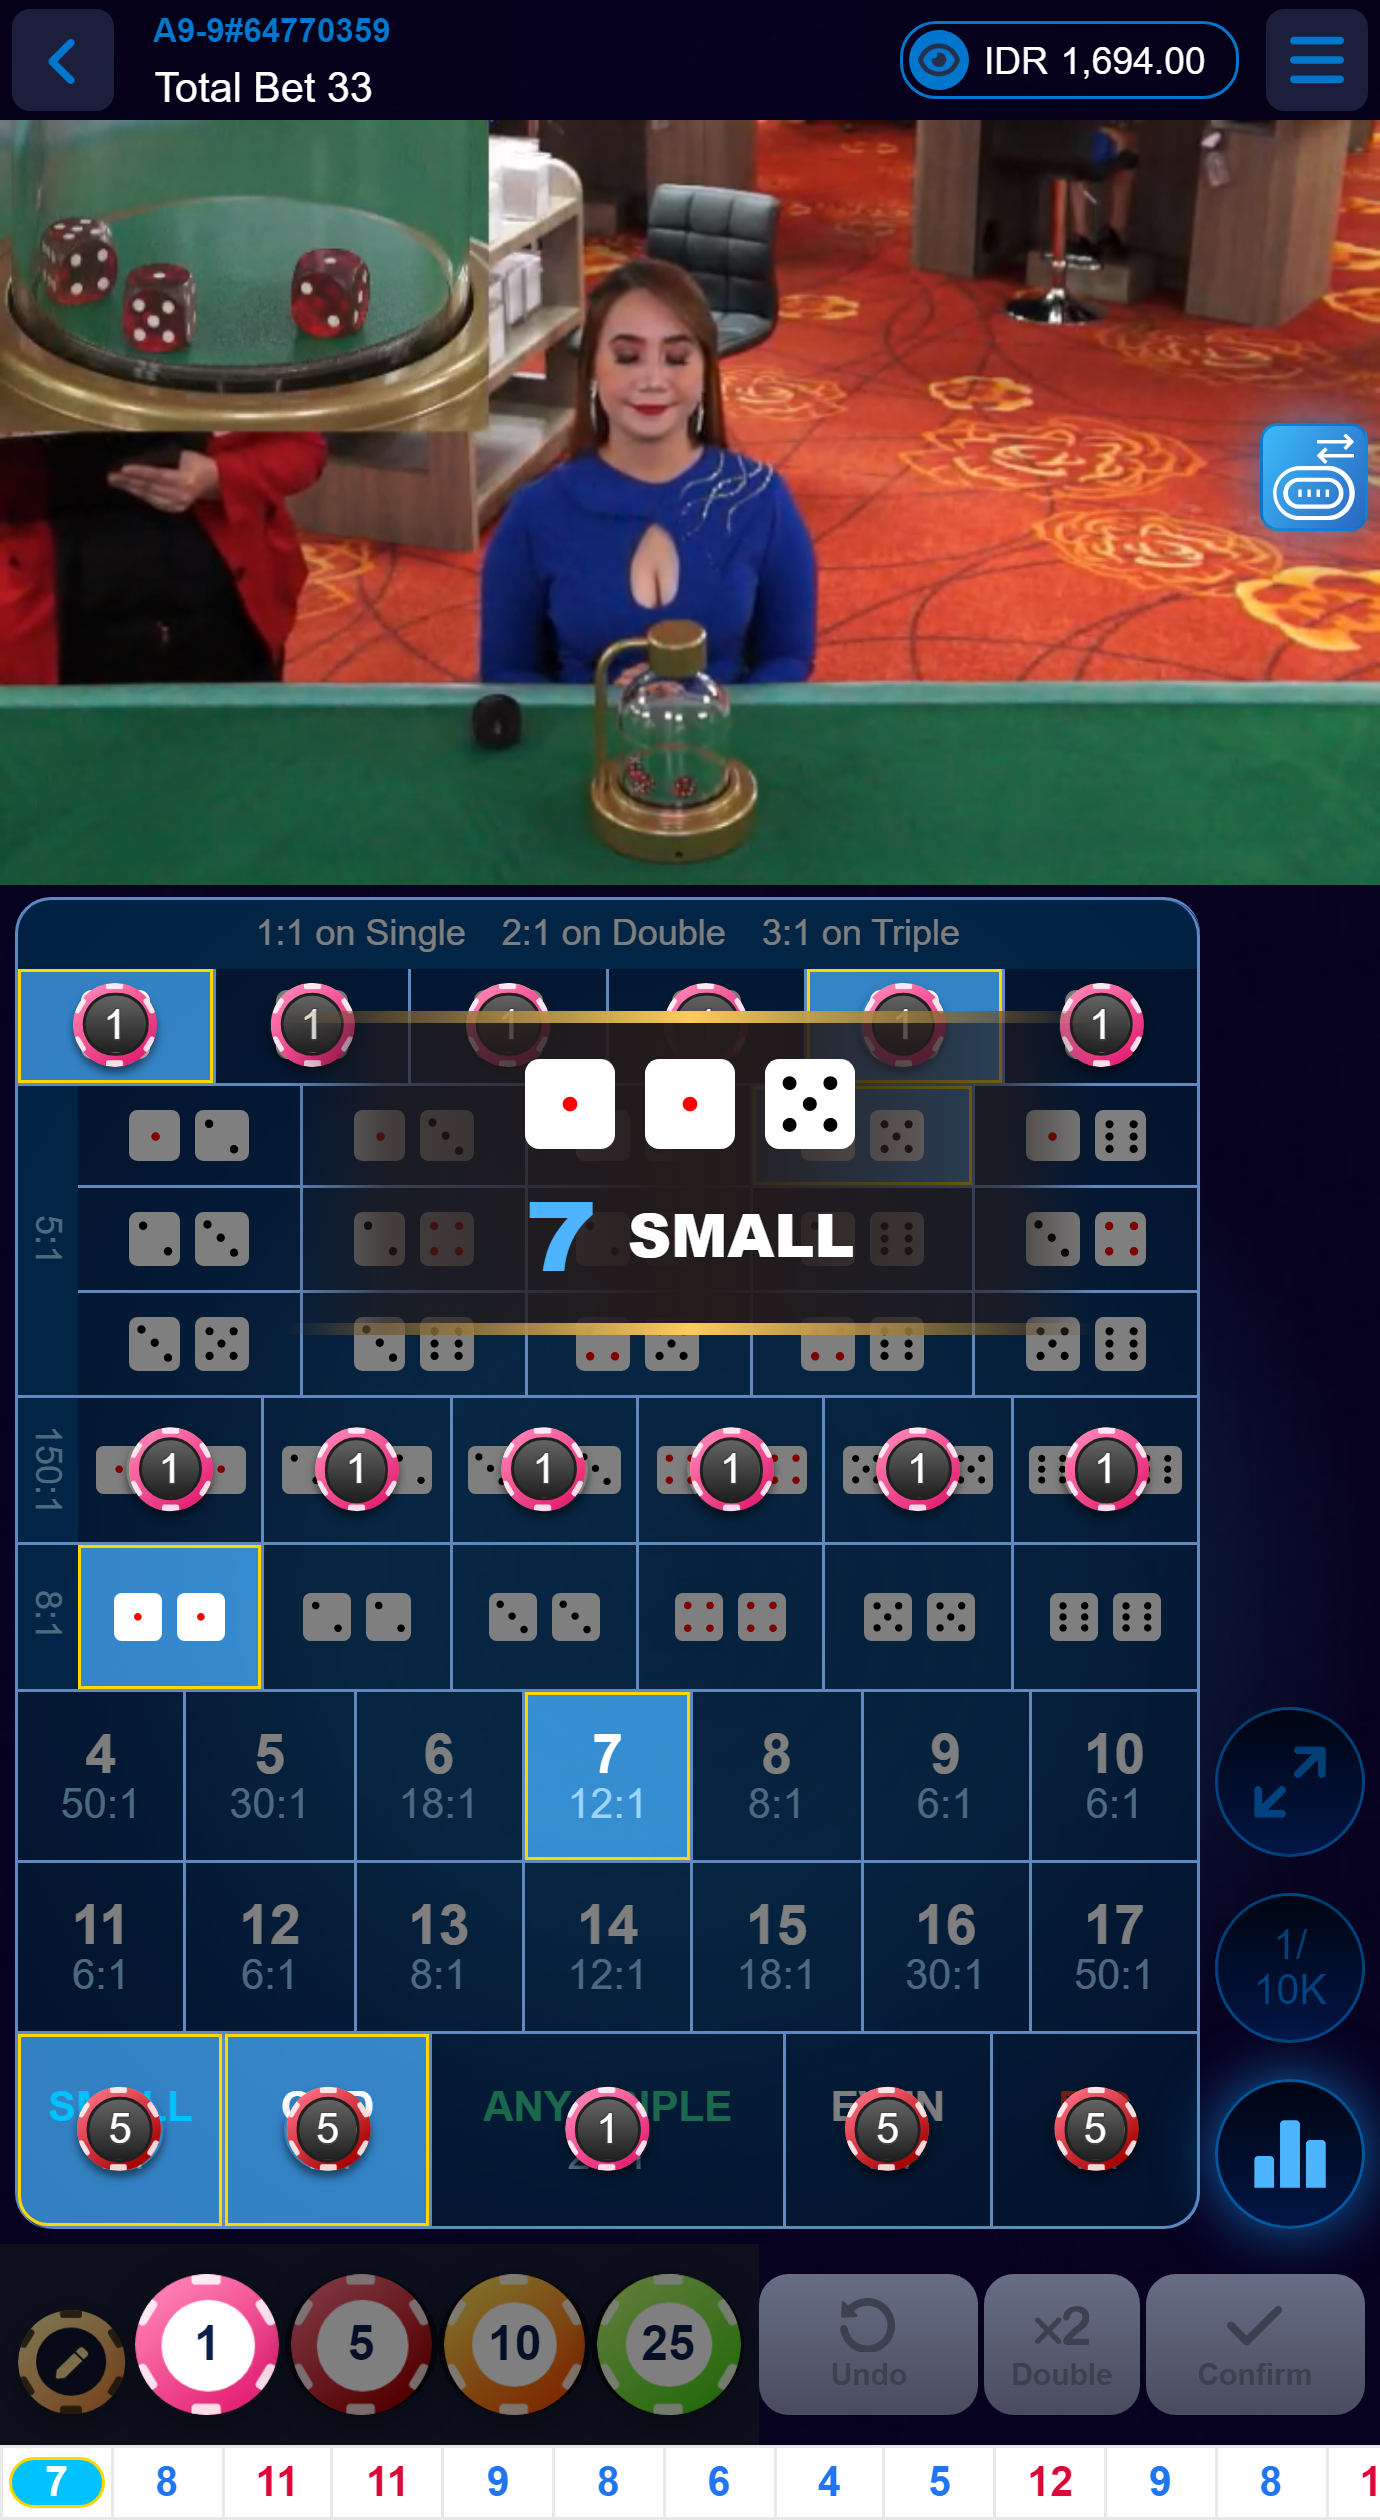 A9-9#64770359
Total Bet 33
IDR 1,694.00
1:1 on Single 2:1 on Double 3:1 on Triple
1 1 1 1 1 1
7 SMALL
5:1
150:1
1 1 1 1 1 1
8:1
4 5 6 7 8 9 10
50:1 30:1 18:1 12:1 8:1 6:1 6:1
11 12 13 14 15 16 17
6:1 6:1 8:1 12:1 18:1 30:1 50:1
1/
10K
5 5 1 5 5
1 5 10 25
Undo
x2
Double
Confirm
7 8 11 11 9 8 6 4 5 12 9 8